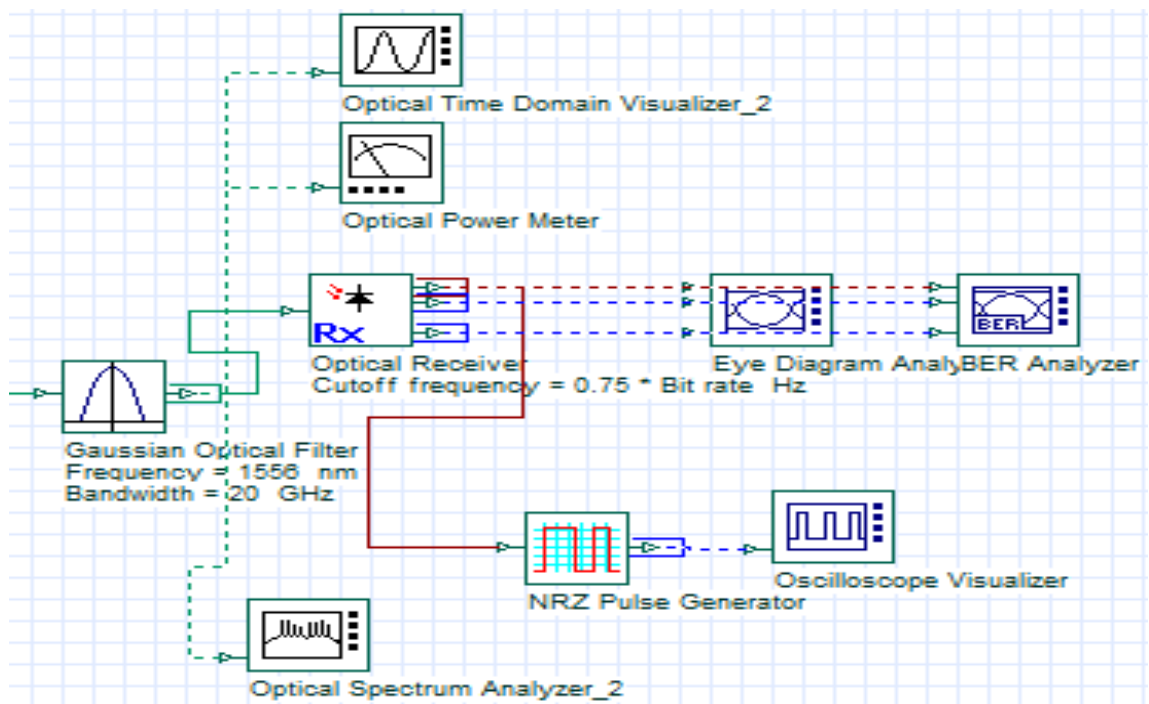 Optical Time Domain Visualizer_2
Optical Power Meter
Rx
Optical Receiver
Cutoff frequency = 0.75 * Bit rate Hz
Eye Diagram Analy
BER
BER Analyzer
Gaussian Optical Filter
Frequency = 1556 nm
Bandwidth = 20 GHz
NRZ Pulse Generator
Oscilloscope Visualizer
Optical Spectrum Analyzer_2